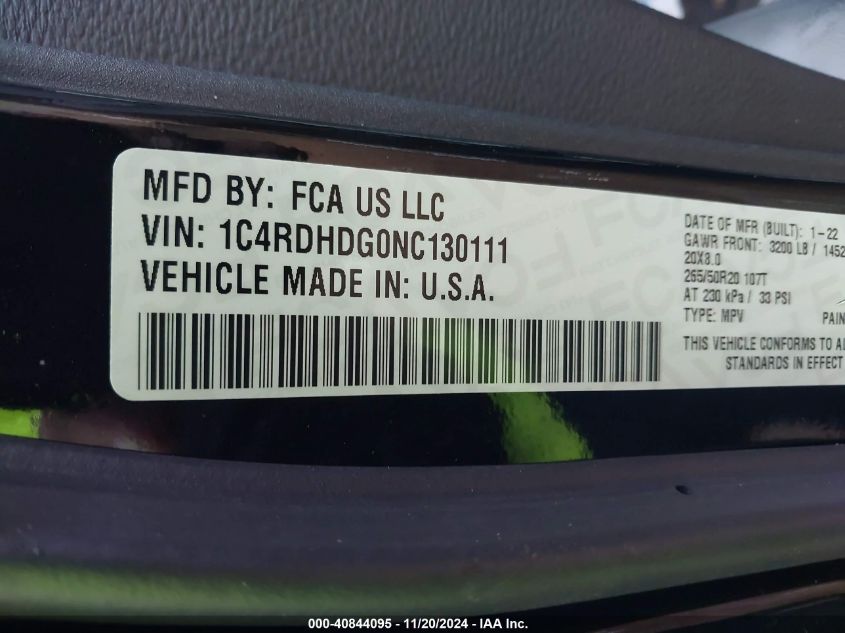 MFD BY: FCA US LLC
VIN: 1C4RDHDG0NC130111
VEHICLE MADE IN: U.S.A.
DATE OF MFR (BUILT): 1-22
GAWR FRONT: 3200 LB / 1452
20X8.0
265/50R20 107T
AT 230 kPa / 33 PSI
TYPE: MPV
PAIN
THIS VEHICLE CONFORMS TO AL
STANDARDS IN EFFECT
000-40844095 - 11/20/2024 - IAA Inc.